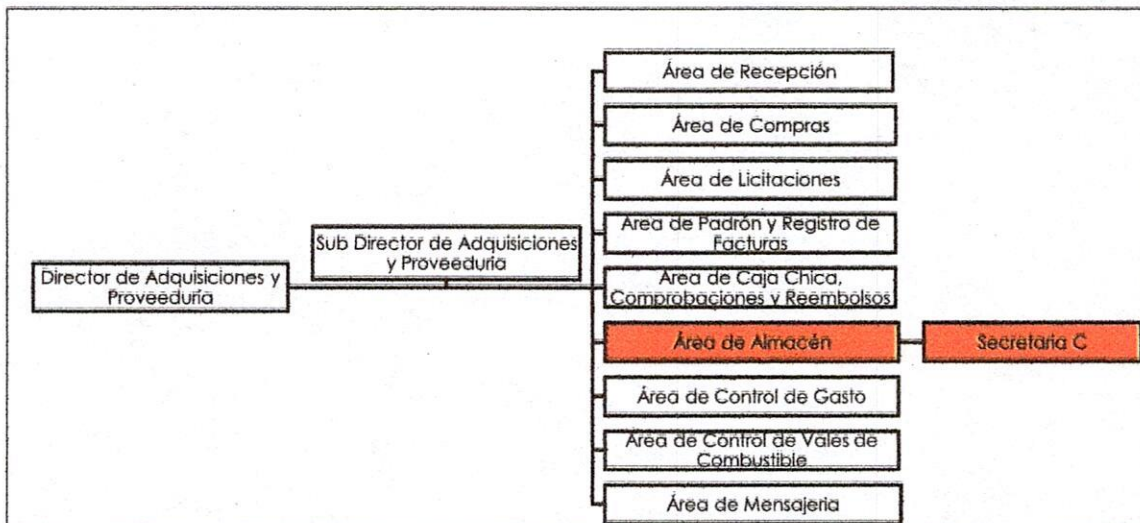 Área de Recepción
Área de Compras
Área de Licitaciones
Área de Padrón y Registro de
Facturas
Sub Director de Adquisiciones
y Proveeduría
Director de Adquisiciones y
Proveeduría
Área de Caja Chica,
Comprobaciones y Reembolsos
Área de Almacén
Secretaria C
Área de Control de Gasto
Área de Control de Vales de
Combustible
Área de Mensajería